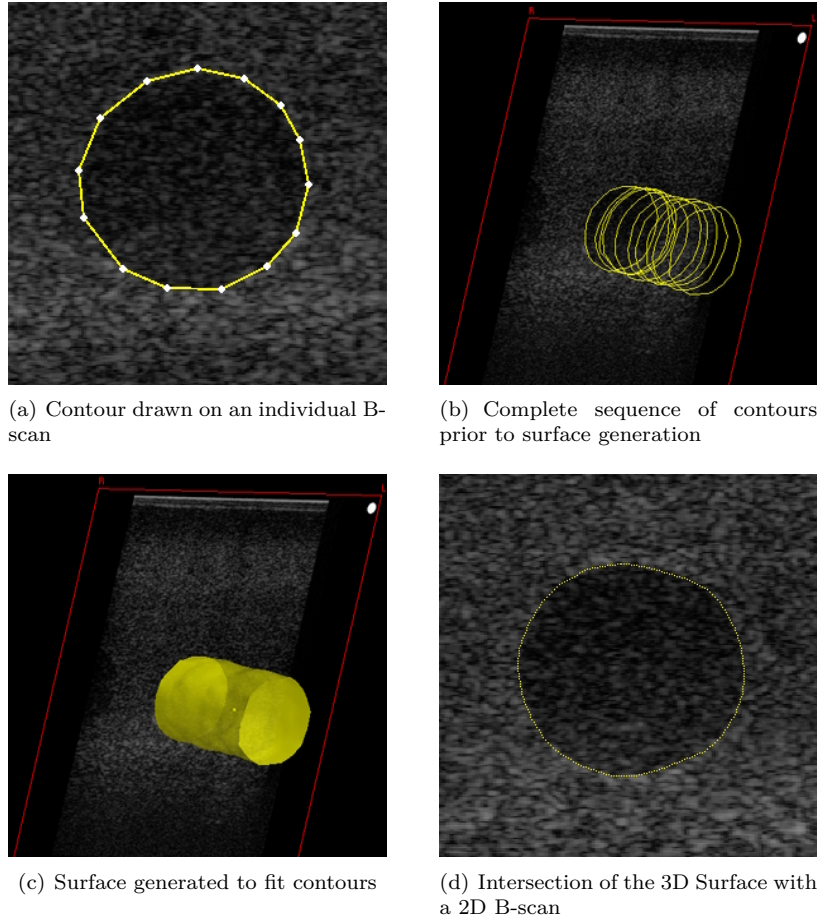 R L
(a) Contour drawn on an individual B-
scan
(b) Complete sequence of contours
prior to surface generation
R L
(c) Surface generated to fit contours
(d) Intersection of the 3D Surface with
a 2D B-scan